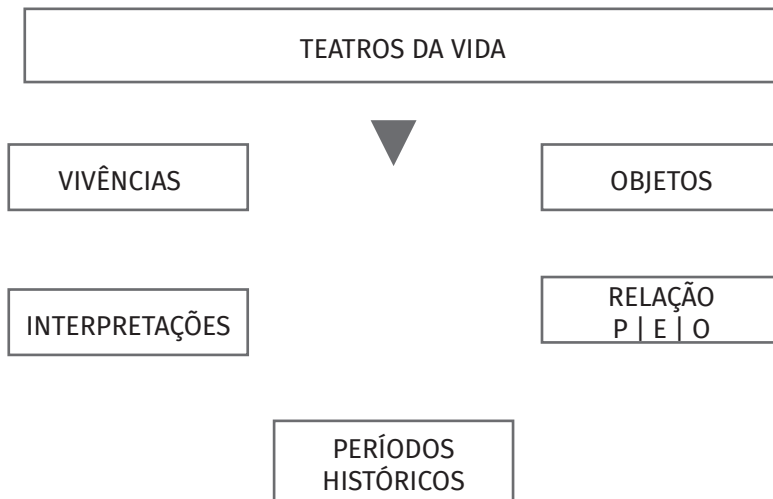 TEATROS DA VIDA
VIVÊNCIAS
OBJETOS
INTERPRETAÇÕES
RELAÇÃO
P | E | O
PERÍODOS
HISTÓRICOS